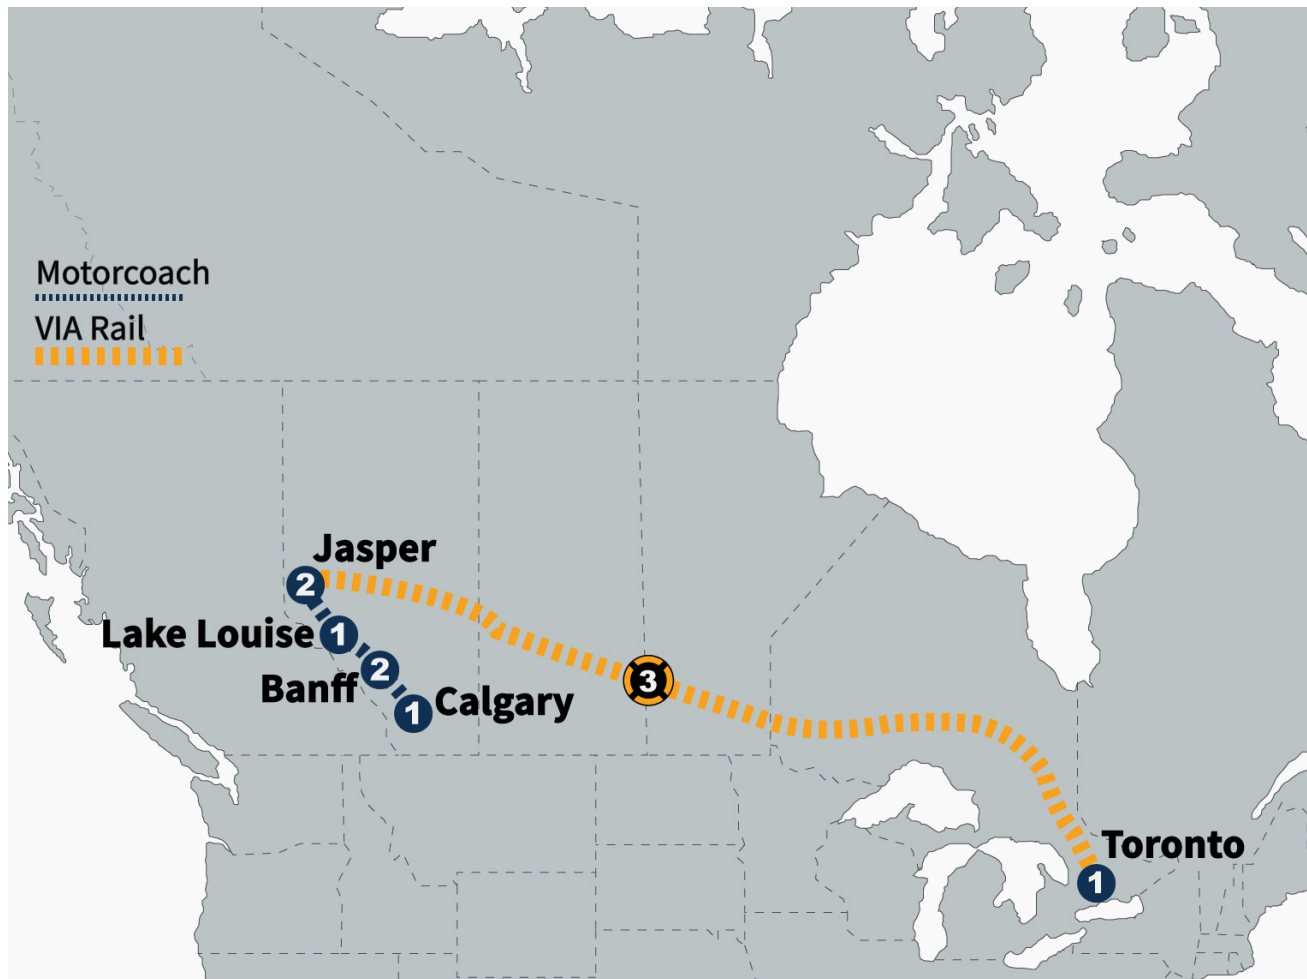 Motorcoach
VIA Rail
Jasper
2
Lake Louise
1
2
Banff
Calgary
1
3
Toronto
1